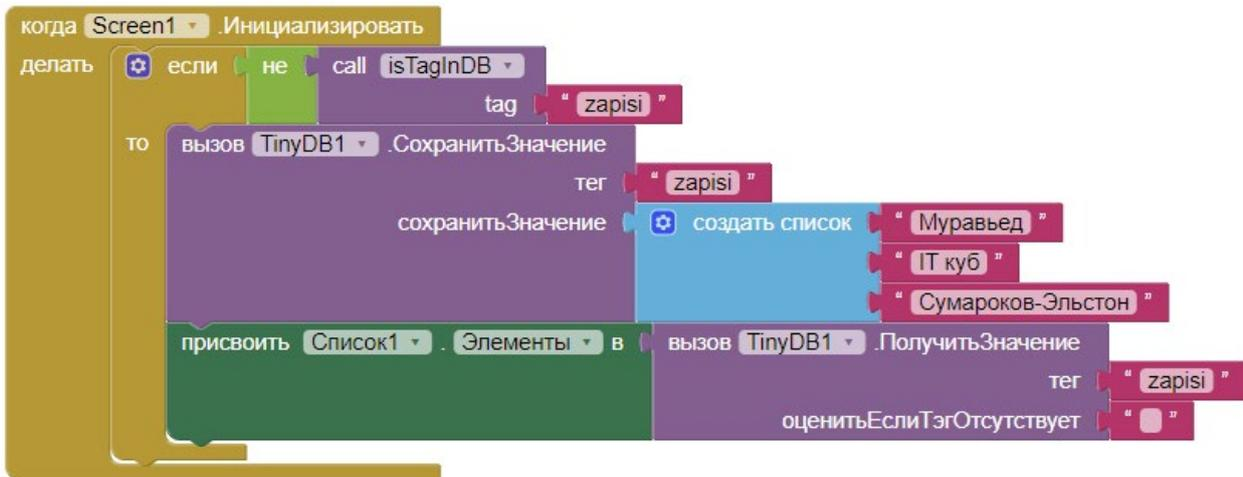 когда Screen1 .Инициализировать
делать если не call isTagInDB
tag " zapisi "
то вызов TinyDB1 .СохранитьЗначение
тег " zapisi "
сохранитьЗначение создать список " Муравьед "
" IT куб "
" Сумароков-Эльстон "
присвоить Список1 . Элементы в вызов TinyDB1 .ПолучитьЗначение
тег " zapisi "
оценитьЕслиТэгОтсутствует " "